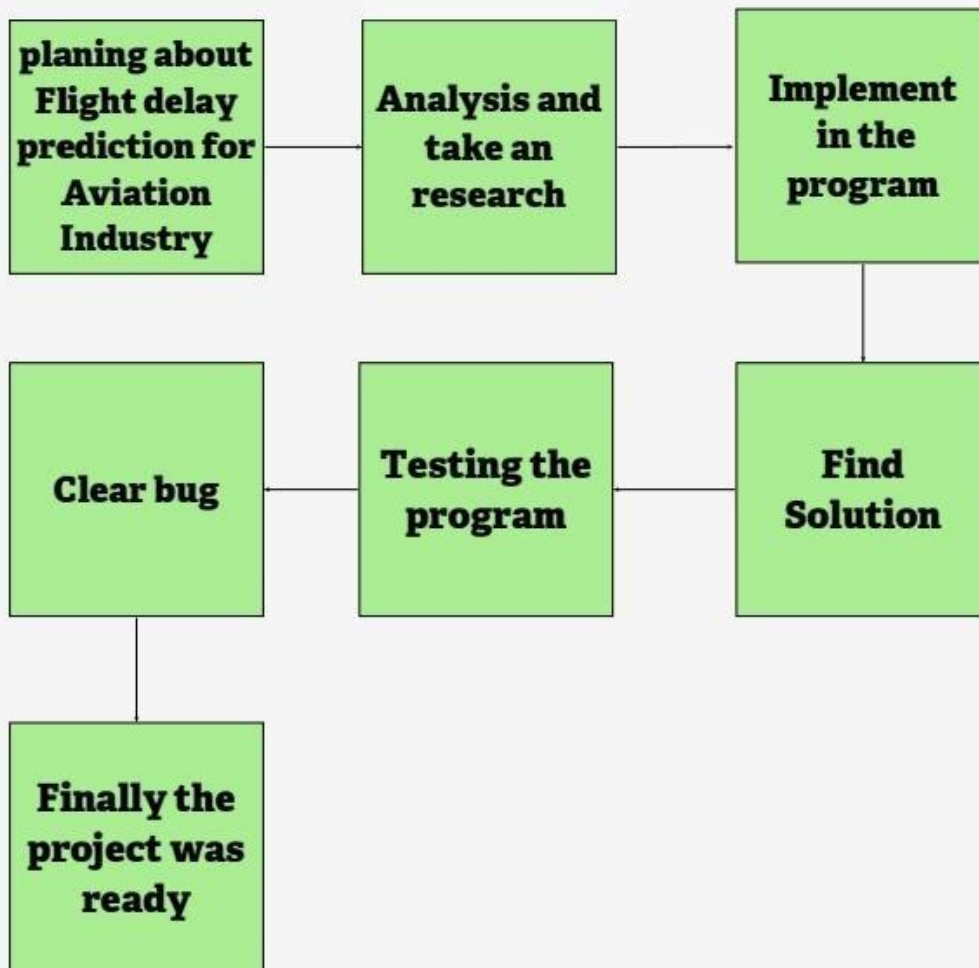 planing about
Flight delay
prediction for
Aviation
Industry
Analysis and
take an
research
Implement
in the
program
Find
Solution
Testing the
program
Clear bug
Finally the
project was
ready